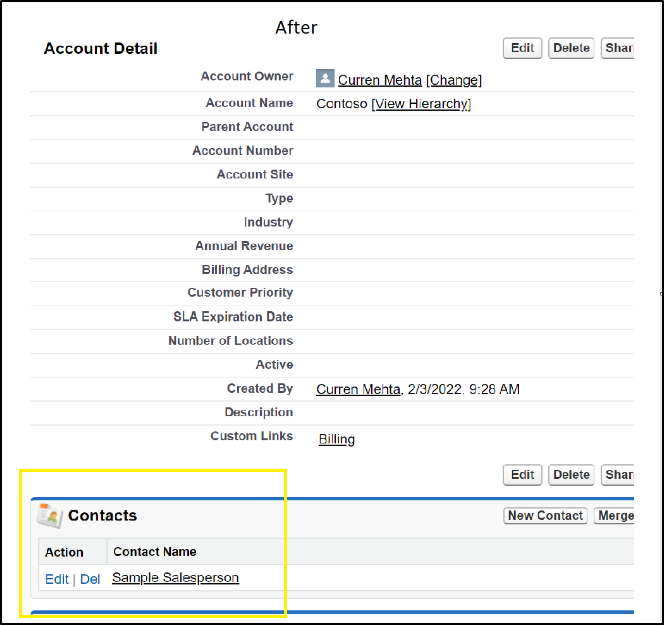 After
Account Detail Edit Delete Shar
Account Owner Curren Mehta [Change]
Account Name Contoso [View Hierarchy]
Parent Account
Account Number
Account Site
Type
Industry
Annual Revenue
Billing Address
Customer Priority
SLA Expiration Date
Number of Locations
Active
Created By Curren Mehta, 2/3/2022, 9:28 AM
Description
Custom Links Billing
Edit Delete Shar
Contacts New Contact Merge
Action Contact Name
Edit | Del Sample Salesperson